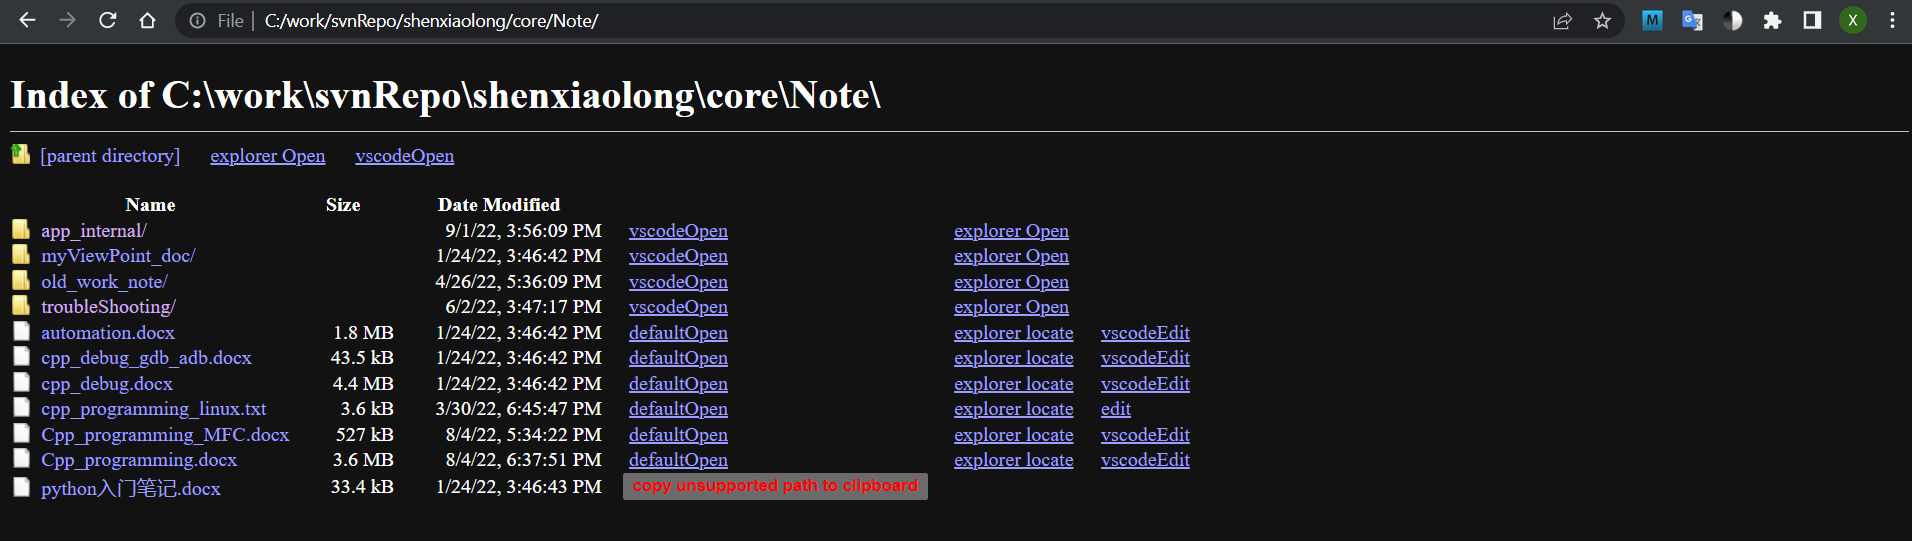 File | C:/work/svnRepo/shenxiaolong/core/Note/
M G X
Index of C:\work\svnRepo\shenxiaolong\core\Note\
[parent directory] explorer Open vscodeOpen
Name Size Date Modified
app_internal/ 9/1/22, 3:56:09 PM vscodeOpen explorer Open
myViewPoint_doc/ 1/24/22, 3:46:42 PM vscodeOpen explorer Open
old_work_note/ 4/26/22, 5:36:09 PM vscodeOpen explorer Open
troubleShooting/ 6/2/22, 3:47:17 PM vscodeOpen explorer Open
automation.docx 1.8 MB 1/24/22, 3:46:42 PM defaultOpen explorer locate vscodeEdit
cpp_debug_gdb_adb.docx 43.5 kB 1/24/22, 3:46:42 PM defaultOpen explorer locate vscodeEdit
cpp_debug.docx 4.4 MB 1/24/22, 3:46:42 PM defaultOpen explorer locate vscodeEdit
cpp_programming_linux.txt 3.6 kB 3/30/22, 6:45:47 PM defaultOpen explorer locate edit
Cpp_programming_MFC.docx 527 kB 8/4/22, 5:34:22 PM defaultOpen explorer locate vscodeEdit
Cpp_programming.docx 3.6 MB 8/4/22, 6:37:51 PM defaultOpen explorer locate vscodeEdit
python入门笔记.docx 33.4 kB 1/24/22, 3:46:43 PM copy unsupported path to clipboard